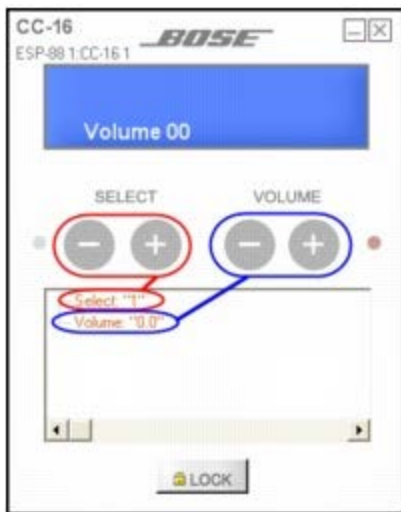 CC-16
BOSE
ESP-88 1:CC-16 1
Volume 00
SELECT VOLUME
Select: "1"
Volume: "0.0"
LOCK